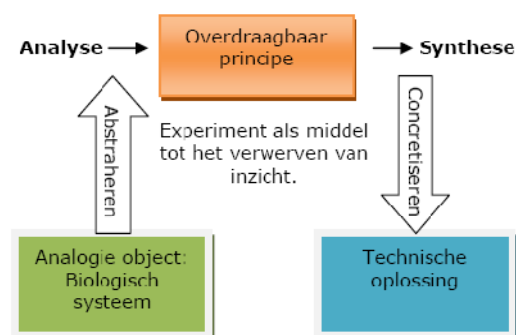 Analyse
Overdraagbaar
principe
Synthese
Abstraheren
Experiment als middel
tot het verwerven van
inzicht.
Concretiseren
Analogie object:
Biologisch
systeem
Technische
oplossing